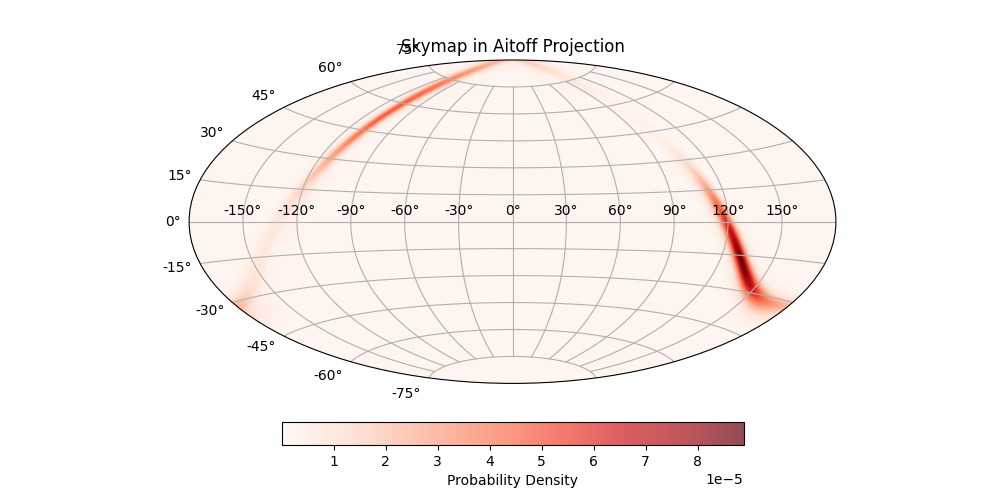 Skymap in Aitoff Projection
75°
60°
45°
30°
15°
-150° -120° -90° -60° -30° 0° 30° 60° 90° 120° 150°
0°
-15°
-30°
-45°
-60°
-75°
1 2 3 4 5 6 7 8
1e−5
Probability Density